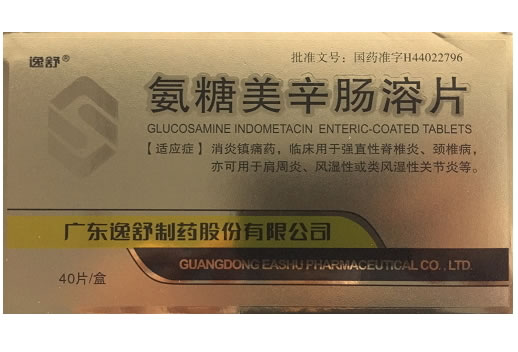 逸舒®
批准文号：国药准字H44022796
氨糖美辛肠溶片
GLUCOSAMINE INDOMETACIN ENTERIC-COATED TABLETS
【适应症】消炎镇痛药，临床用于强直性脊椎炎、颈椎病，
亦可用于肩周炎、风湿性或类风湿性关节炎等。
广东逸舒制药股份有限公司
GUANGDONG EASHU PHARMACEUTICAL CO., LTD.
40片/盒